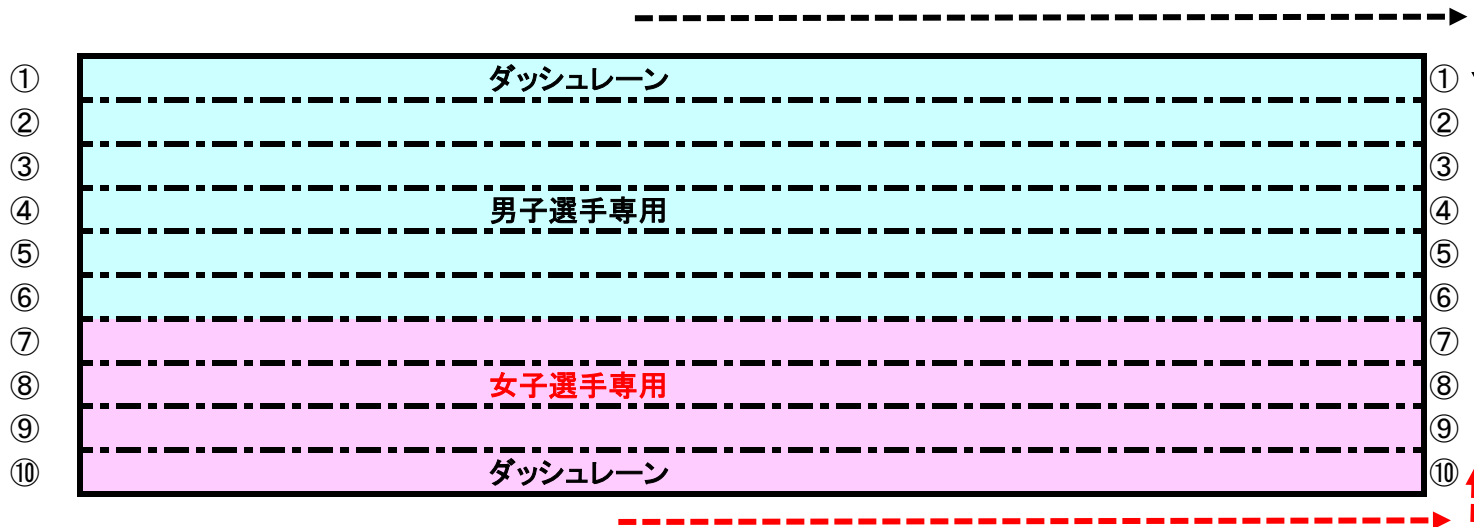 ① ダッシュレーン ①
② ②
③ ③
④ 男子選手専用 ④
⑤ ⑤
⑥ ⑥
⑦ ⑦
⑧ 女子選手専用 ⑧
⑨ ⑨
⑩ ダッシュレーン ⑩